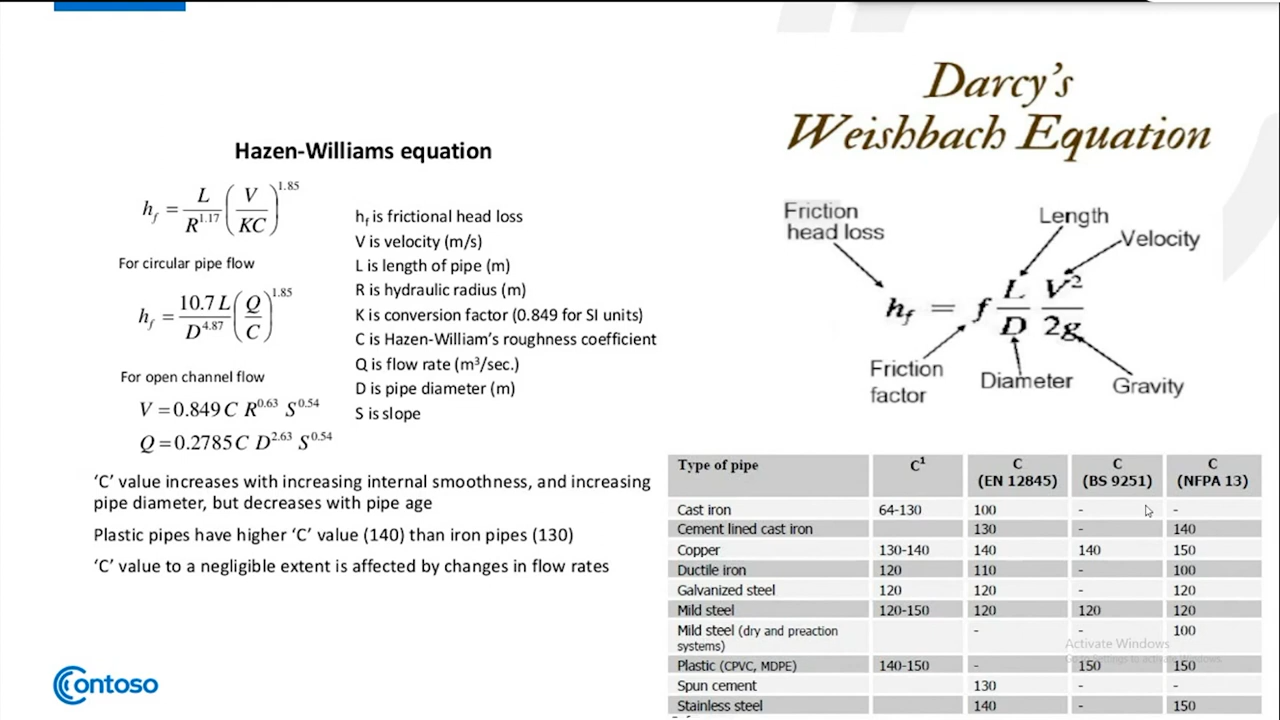 Darcy's
Weishbach Equation
Hazen-Williams equation
h_f = L / R^1.17 (V / KC)^1.85
For circular pipe flow
h_f = 10.7 L / D^4.87 (Q / C)^1.85
For open channel flow
V = 0.849 C R^0.63 S^0.54
Q = 0.2785 C D^2.63 S^0.54
h_f is frictional head loss
V is velocity (m/s)
L is length of pipe (m)
R is hydraulic radius (m)
K is conversion factor (0.849 for SI units)
C is Hazen-William's roughness coefficient
Q is flow rate (m³/sec.)
D is pipe diameter (m)
S is slope
'C' value increases with increasing internal smoothness, and increasing
pipe diameter, but decreases with pipe age
Plastic pipes have higher 'C' value (140) than iron pipes (130)
'C' value to a negligible extent is affected by changes in flow rates
Contoso
Friction
head loss
Length
Velocity
h_f = f L/D V²/2g
Friction
factor
Diameter
Gravity
Type of pipe C¹ C (EN 12845) C (BS 9251) C (NFPA 13)
Cast iron 64-130 100 - -
Cement lined cast iron 130 - 140
Copper 130-140 140 140 150
Ductile iron 120 110 - 100
Galvanized steel 120 120 - 120
Mild steel 120-150 120 120 120
Mild steel (dry and preaction systems) - - 100
Plastic (CPVC, MDPE) 140-150 - 150 150
Spun cement 130 - -
Stainless steel 140 - 150
Activate Windows